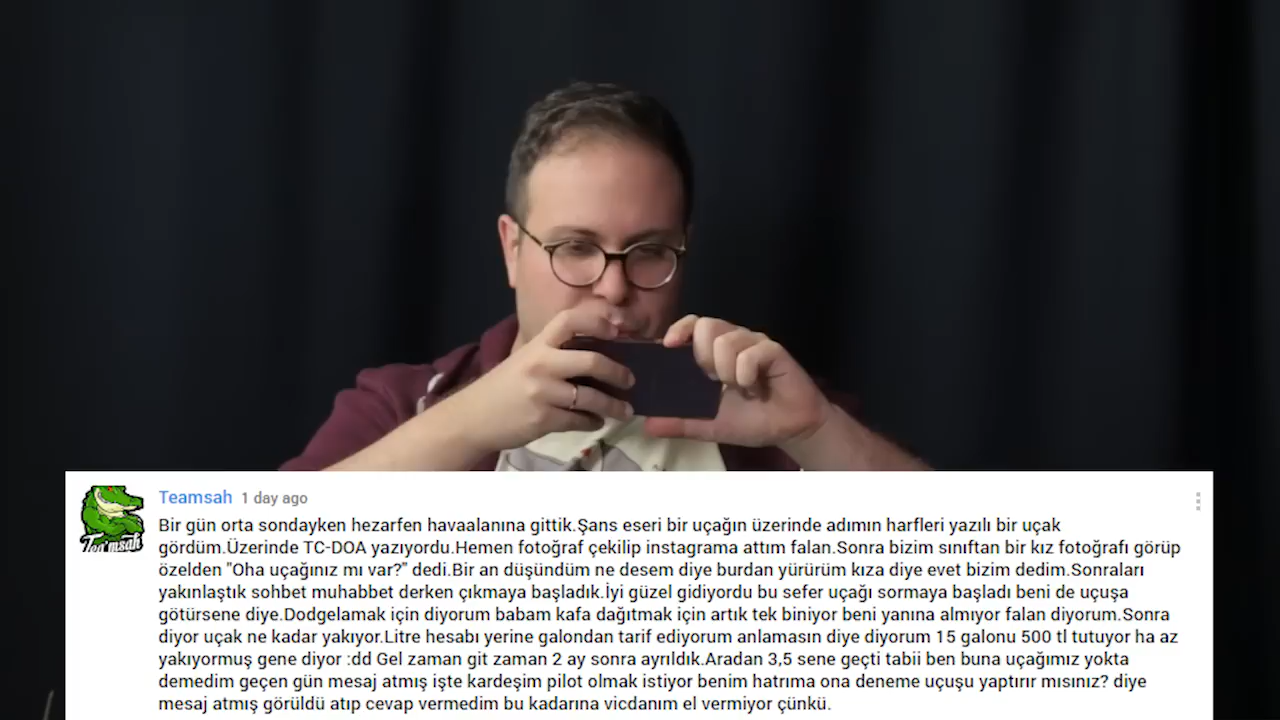 Teamsah 1 day ago
Bir gün orta sondayken hezarfen havaalanına gittik.Şans eseri bir uçağın üzerinde adımın harfleri yazılı bir uçak
gördüm.Üzerinde TC-DOA yazıyordu.Hemen fotoğraf çekilip instagrama attım falan.Sonra bizim sınıftan bir kız fotoğrafı görüp
özelden "Oha uçağınız mı var?" dedi.Bir an düşündüm ne desem diye burdan yürürüm kıza diye evet bizim dedim.Sonraları
yakınlaştık sohbet muhabbet derken çıkmaya başladık.İyi güzel gidiyordu bu sefer uçağı sormaya başladı beni de uçuşa
götürsene diye.Dodgelamak için diyorum babam kafa dağıtmak için artık tek biniyor beni yanına almıyor falan diyorum.Sonra
diyor uçak ne kadar yakıyor.Litre hesabı yerine galondan tarif ediyorum anlamasın diye diyorum 15 galonu 500 tl tutuyor ha az
yakıyormuş gene diyor :dd Gel zaman git zaman 2 ay sonra ayrıldık.Aradan 3,5 sene geçti tabii ben buna uçağımız yokta
demedim geçen gün mesaj atmış işte kardeşim pilot olmak istiyor benim hatrıma ona deneme uçuşu yaptırır mısınız? diye
mesaj atmış görüldü atıp cevap vermedim bu kadarına vicdanım el vermiyor çünkü.